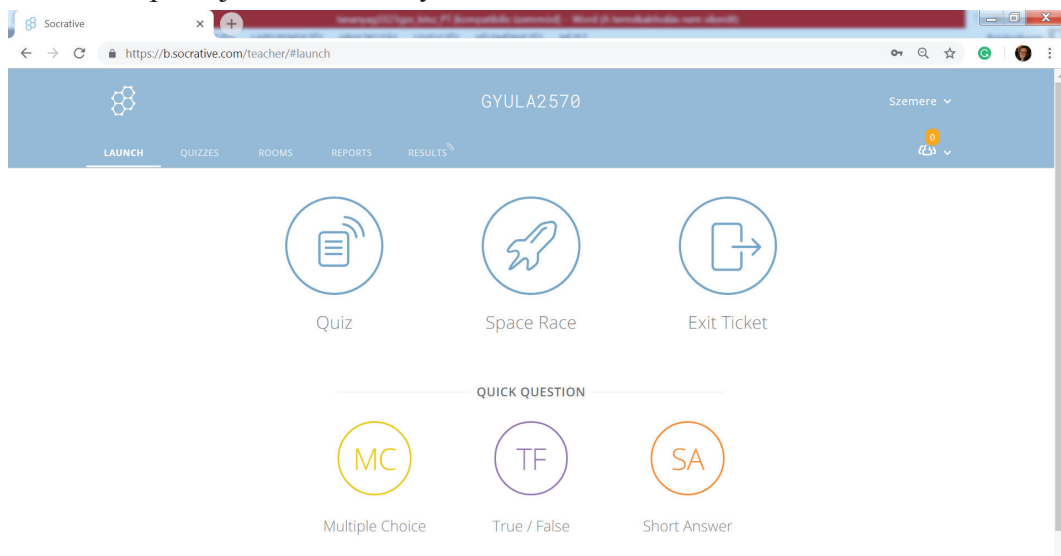 Socrative
https://b.socrative.com/teacher/#launch
GYULA2570
Szemere
0
LAUNCH QUIZZES ROOMS REPORTS RESULTS
Quiz Space Race Exit Ticket
QUICK QUESTION
MC TF SA
Multiple Choice True / False Short Answer